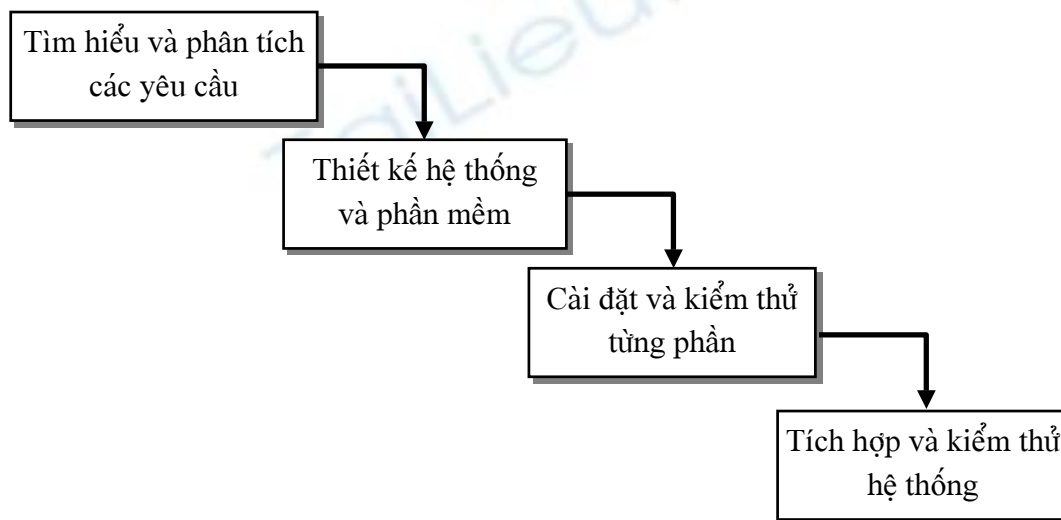 Tìm hiểu và phân tích
các yêu cầu
Thiết kế hệ thống
và phần mềm
Cài đặt và kiểm thử
từng phần
Tích hợp và kiểm thử
hệ thống